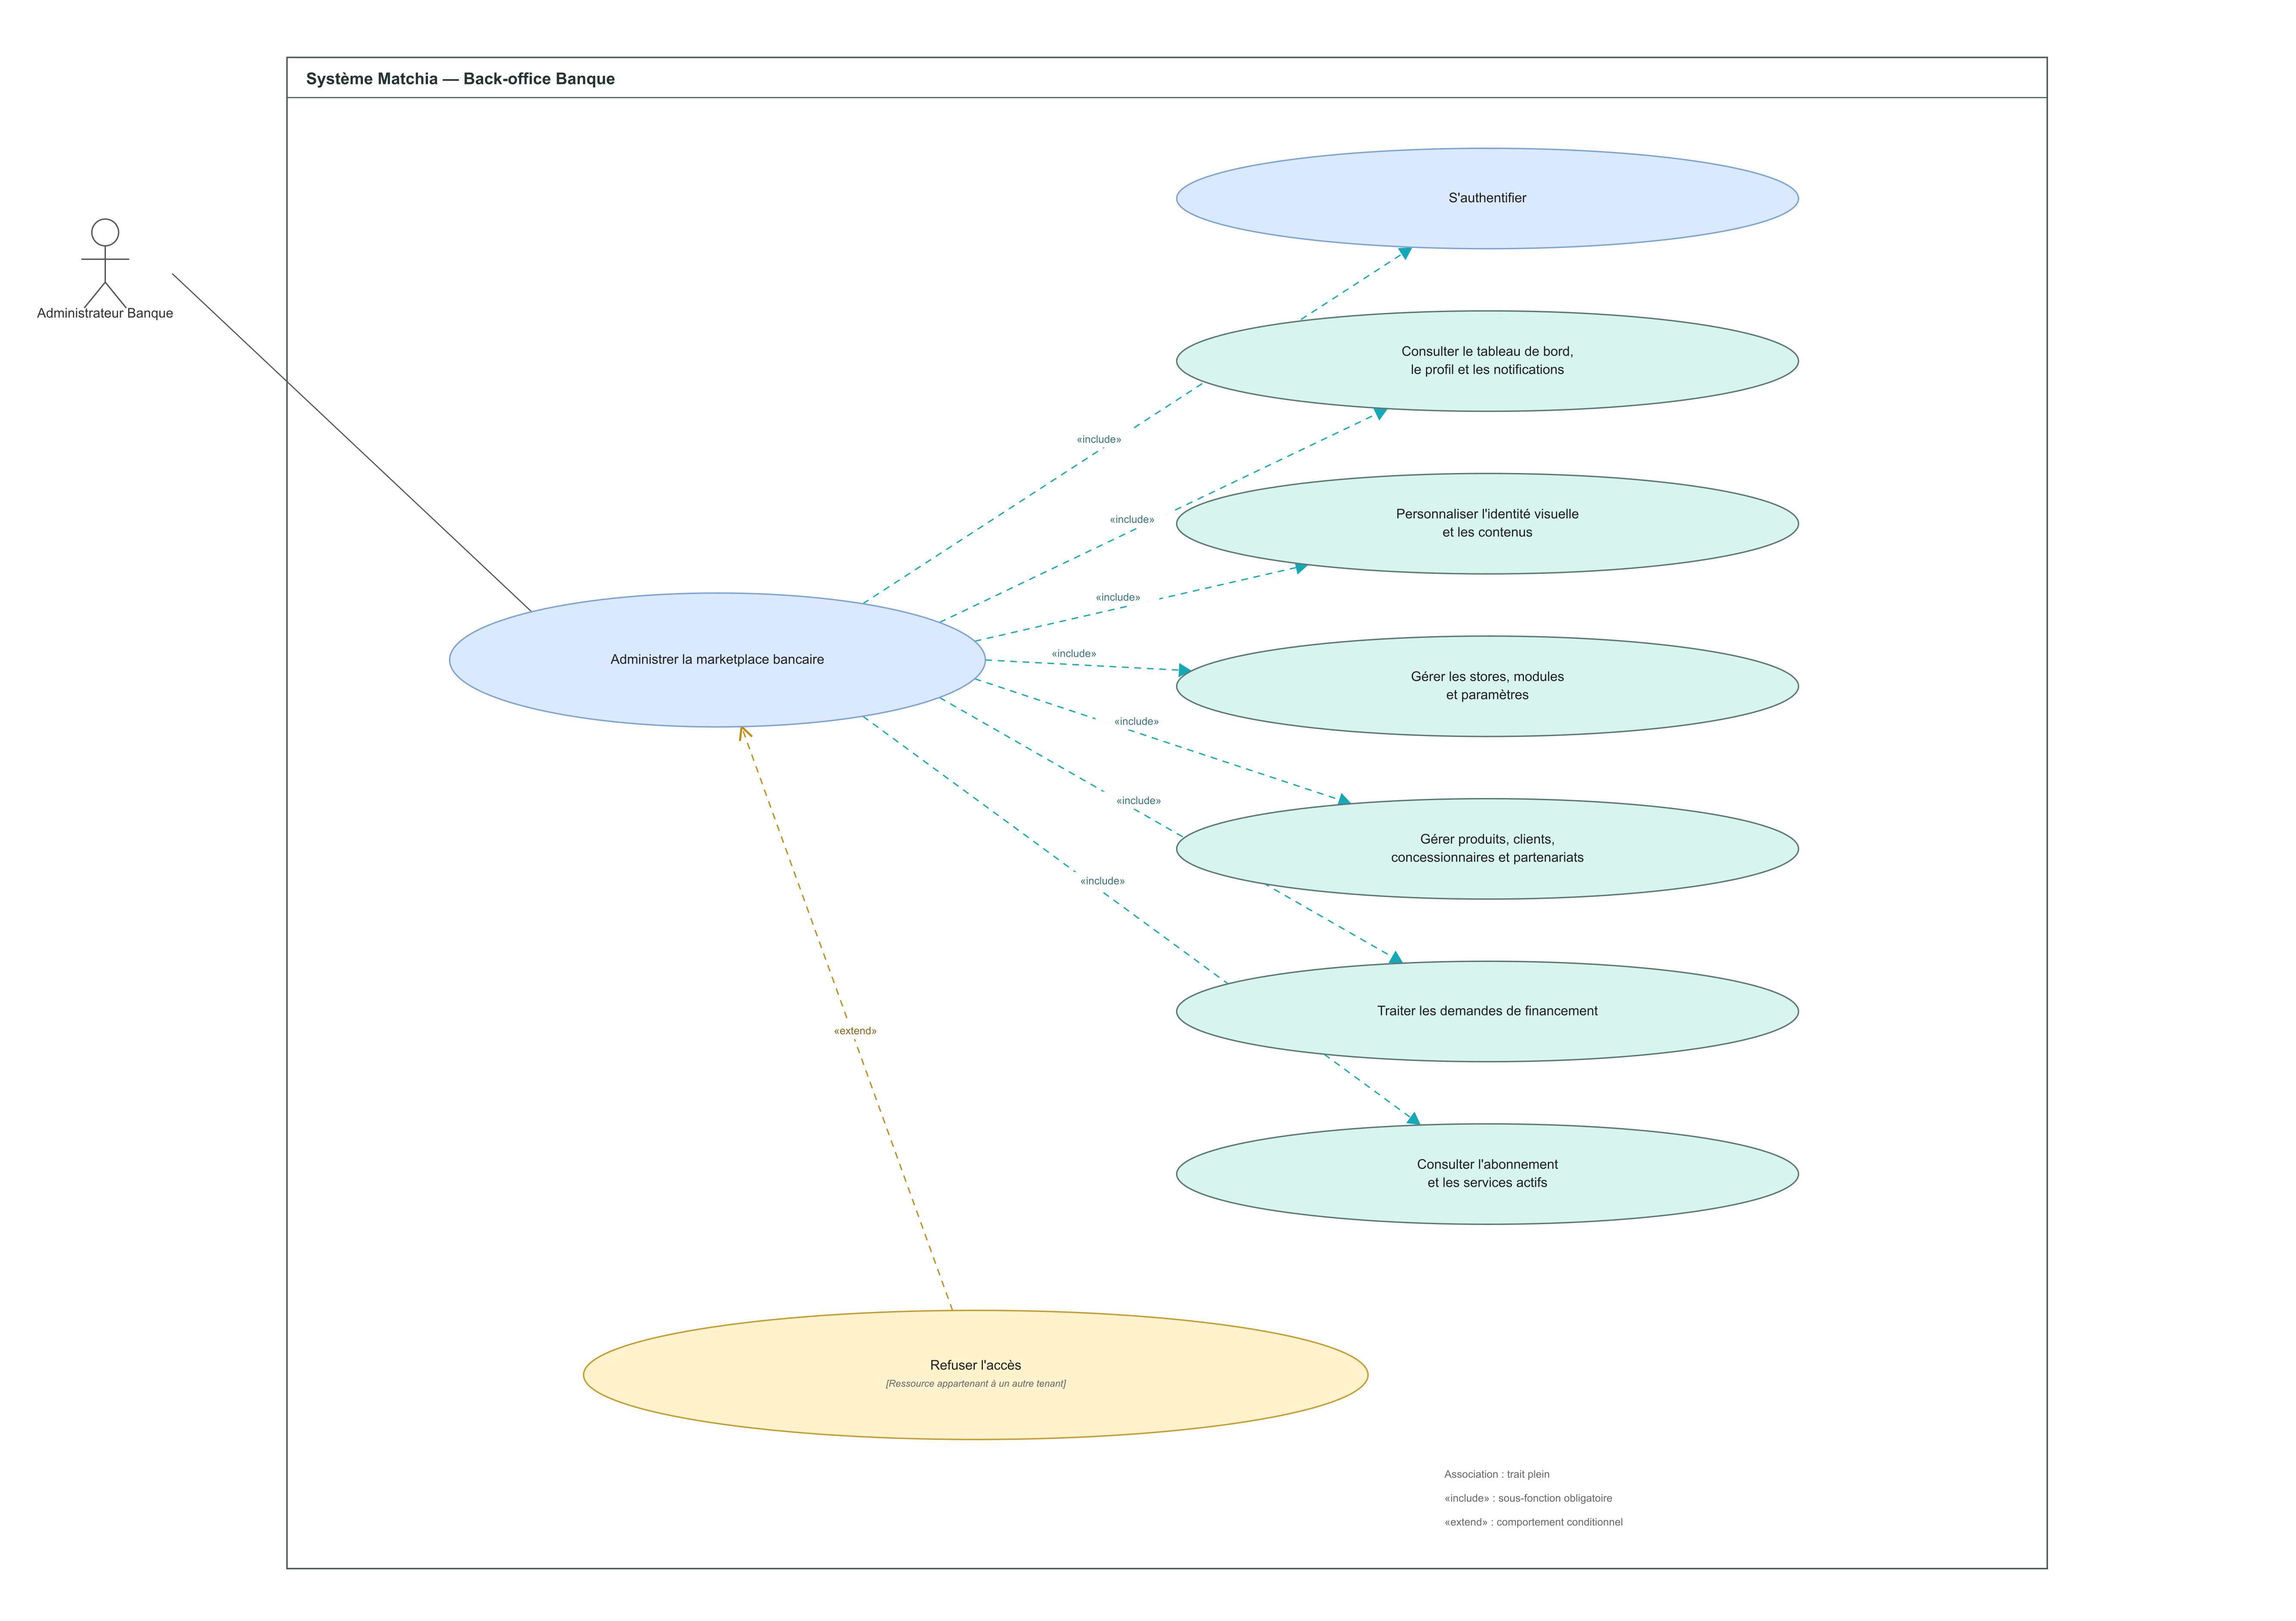 Système Matchia — Back-office Banque
S'authentifier
Administrateur Banque
Consulter le tableau de bord,
le profil et les notifications
«include»
Personnaliser l'identité visuelle
et les contenus
«include»
«include»
Administrer la marketplace bancaire
«include»
Gérer les stores, modules
et paramètres
«include»
«include»
Gérer produits, clients,
concessionnaires et partenariats
«include»
Traiter les demandes de financement
«extend»
Consulter l'abonnement
et les services actifs
Refuser l'accès
[Ressource appartenant à un autre tenant]
Association : trait plein
«include» : sous-fonction obligatoire
«extend» : comportement conditionnel